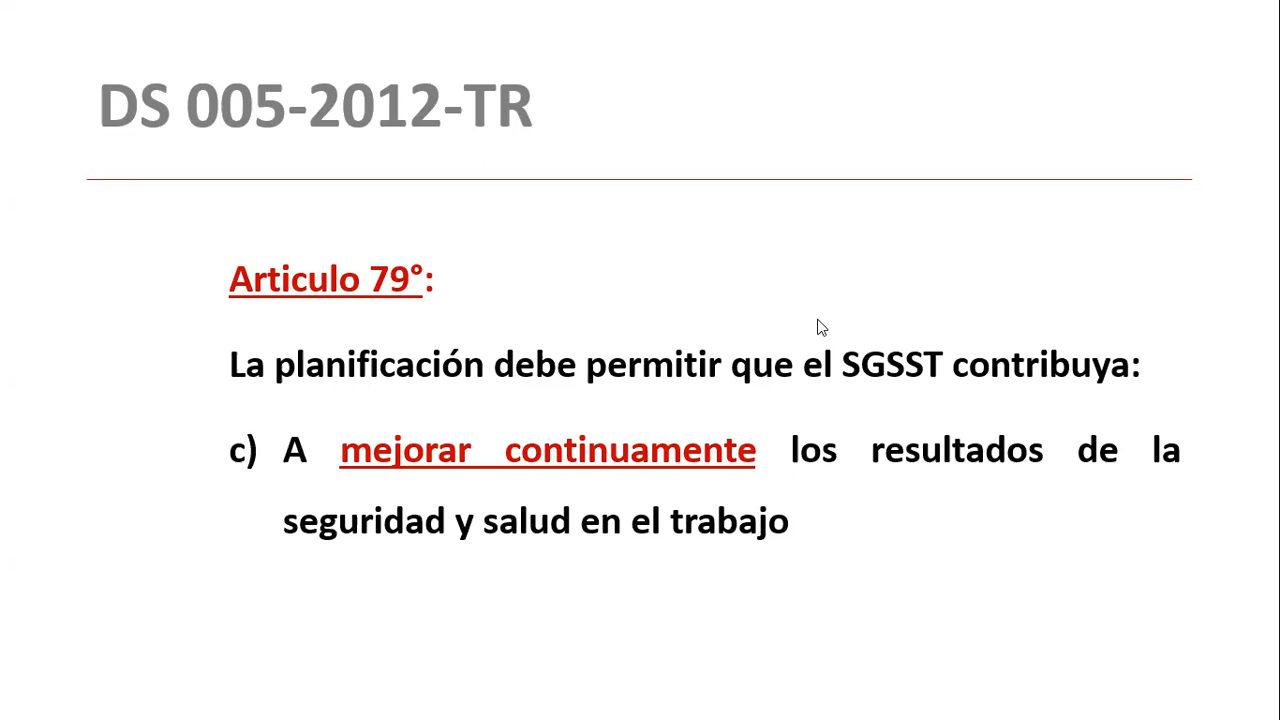 DS 005-2012-TR
Articulo 79°:
La planificación debe permitir que el SGSST contribuya:
c) A mejorar continuamente los resultados de la
seguridad y salud en el trabajo